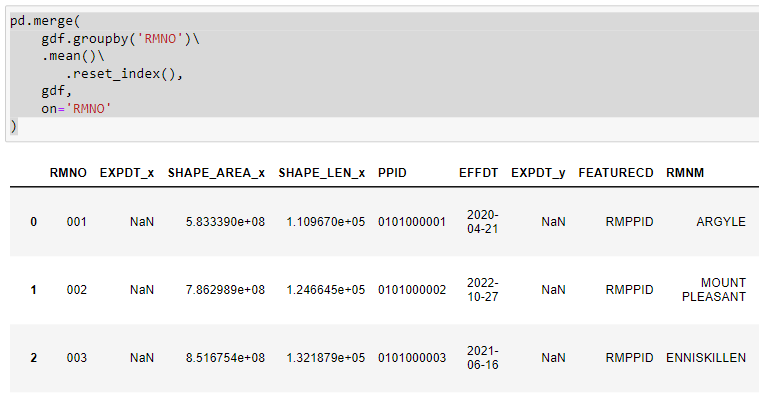 pd.merge(
    gdf.groupby('RMNO')\
    .mean()\
       .reset_index(),
    gdf,
    on='RMNO'
)
RMNO EXPDT_x SHAPE_AREA_x SHAPE_LEN_x PPID EFFDT EXPDT_y FEATURECD RMNM
0 001 NaN 5.833390e+08 1.109670e+05 0101000001 2020-04-21 NaN RMPPID ARGYLE
1 002 NaN 7.862989e+08 1.246645e+05 0101000002 2022-10-27 NaN RMPPID MOUNT PLEASANT
2 003 NaN 8.516754e+08 1.321879e+05 0101000003 2021-06-16 NaN RMPPID ENNISKILLEN